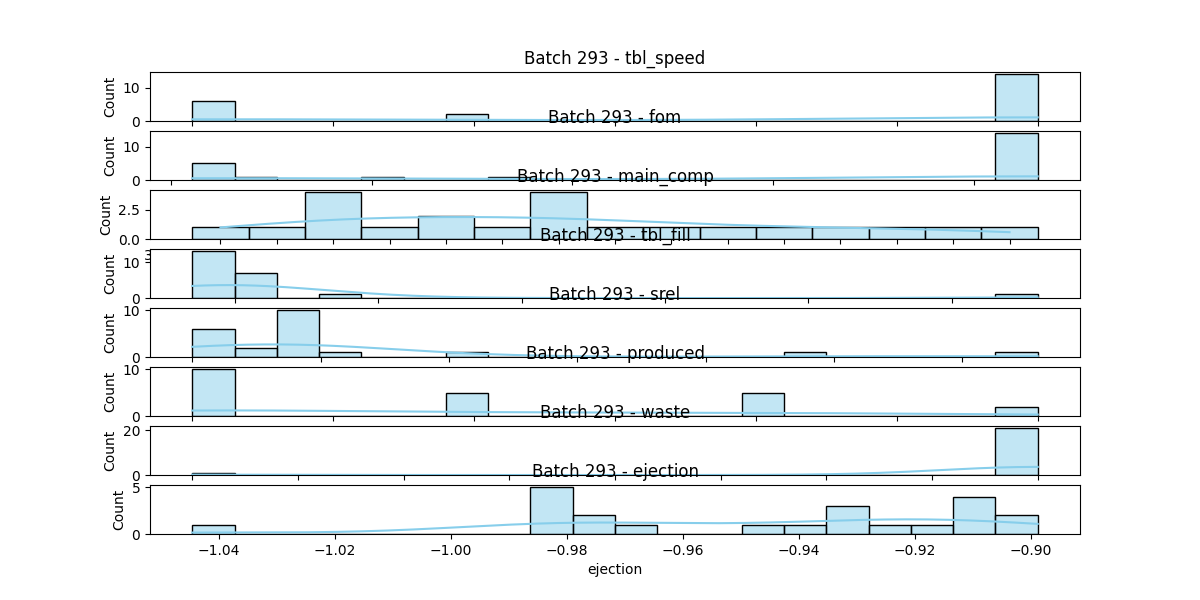 Batch 293 - tbl_speed
Count
10
0
Batch 293 - fom
Count
10
0
Batch 293 - main_comp
Count
2.5
0.0
Batch 293 - tbl_fill
Count
10
0
Batch 293 - srel
Count
10
0
Batch 293 - produced
Count
10
0
Batch 293 - waste
Count
20
0
Batch 293 - ejection
Count
5
0
−1.04 −1.02 −1.00 −0.98 −0.96 −0.94 −0.92 −0.90
ejection